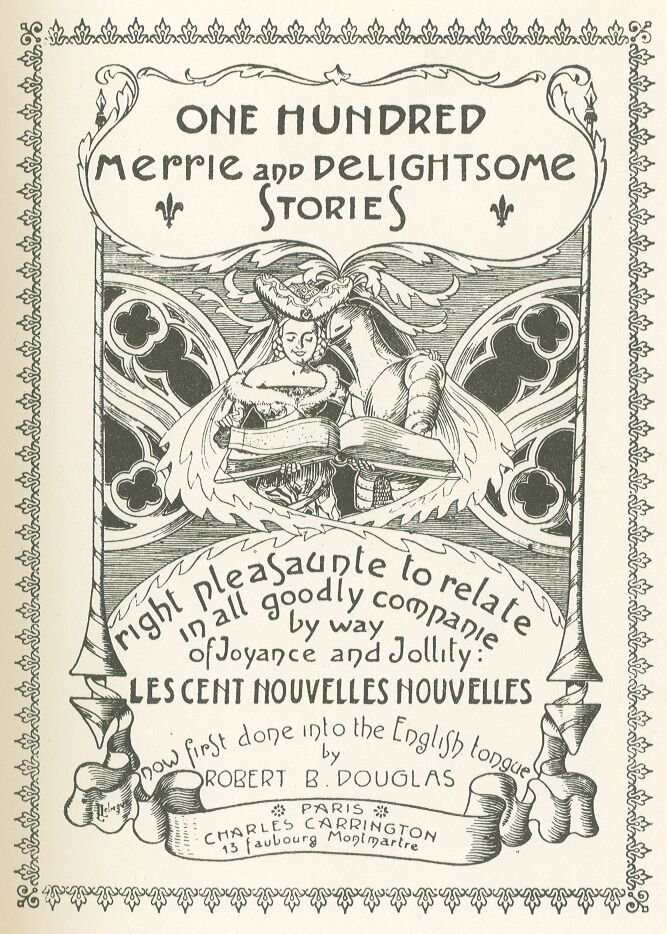 ONE HUNDRED
MERRIE AND DELIGHTSOME
STORIES
right pleasaunte to relate
in all goodly companie
by way
of Joyance and Jollity:
LES CENT NOUVELLES NOUVELLES
now first done into the English tongue
by
ROBERT B. DOUGLAS
PARIS
CHARLES CARRINGTON
13 faubourg Montmartre